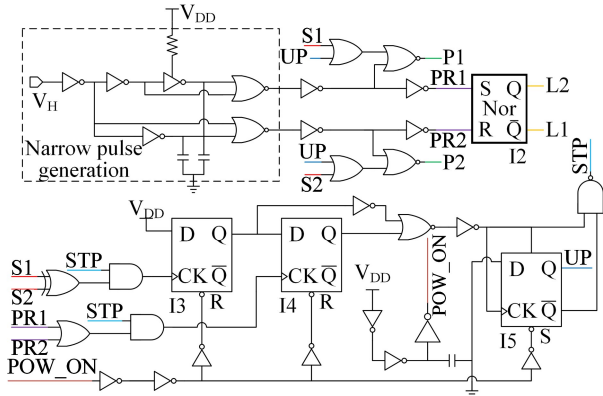 V_DD
S1
UP
P1
PR1
V_H
S Q
Nor
R Q̅
L2
L1
I2
PR2
Narrow pulse
generation
UP
S2
P2
STP
V_DD
D Q
CK Q̅
I3
R
D Q
CK Q̅
I4
R
STP
S1
S2
STP
PR1
PR2
POW_ON
V_DD
POW_ON
D Q
CK Q̅
I5
S
UP